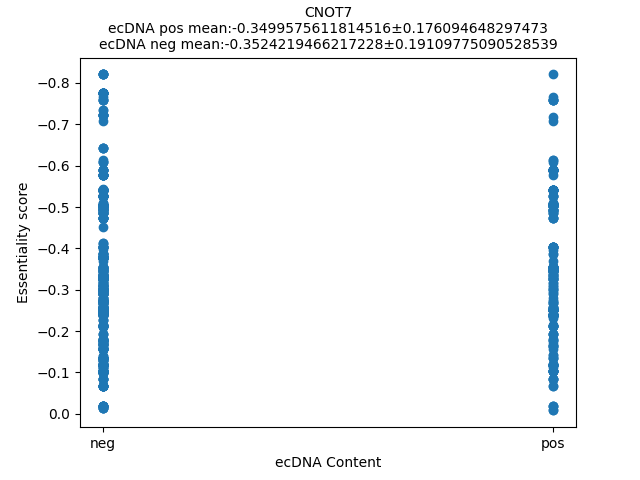 CNOT7
ecDNA pos mean:-0.3499575611814516±0.176094648297473
ecDNA neg mean:-0.3524219466217228±0.19109775090528539
−0.8
−0.7
−0.6
−0.5
−0.4
−0.3
−0.2
−0.1
0.0
Essentiality score
neg
pos
ecDNA Content